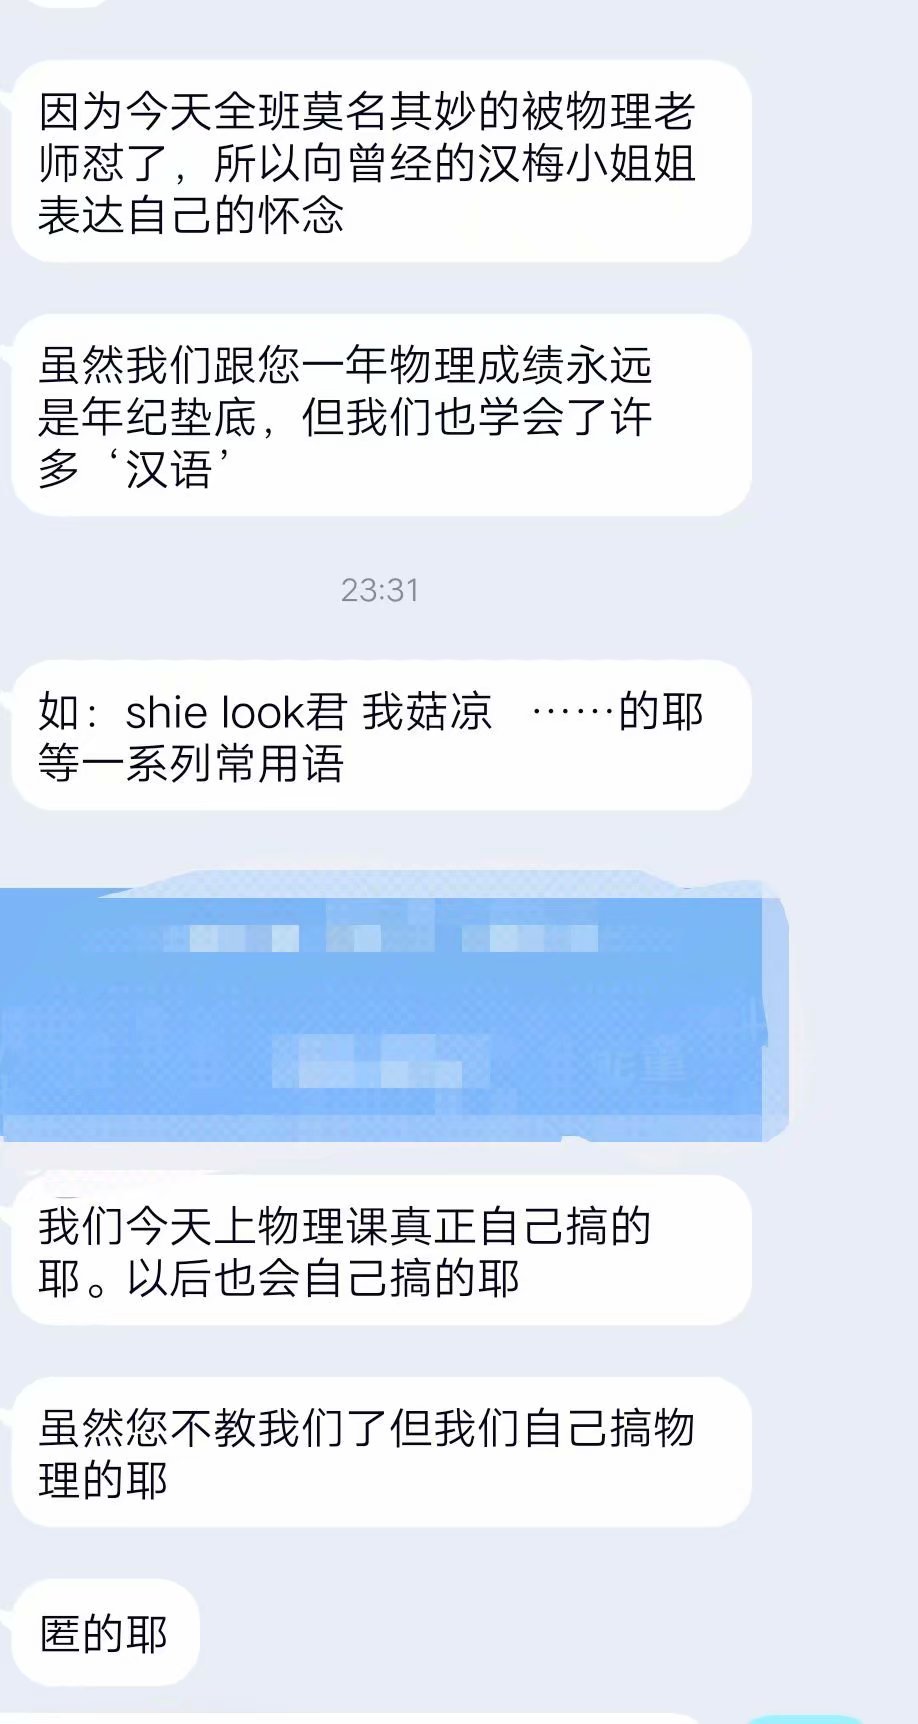 因为今天全班莫名其妙的被物理老
师怼了，所以向曾经的汉梅小姐姐
表达自己的怀念
虽然我们跟您一年物理成绩永远
是年纪垫底，但我们也学会了许
多‘汉语’
23:31
如：shie look君 我菇凉 ……的耶
等一系列常用语
我们今天上物理课真正自己搞的
耶。以后也会自己搞的耶
虽然您不教我们了但我们自己搞物
理的耶
匿的耶